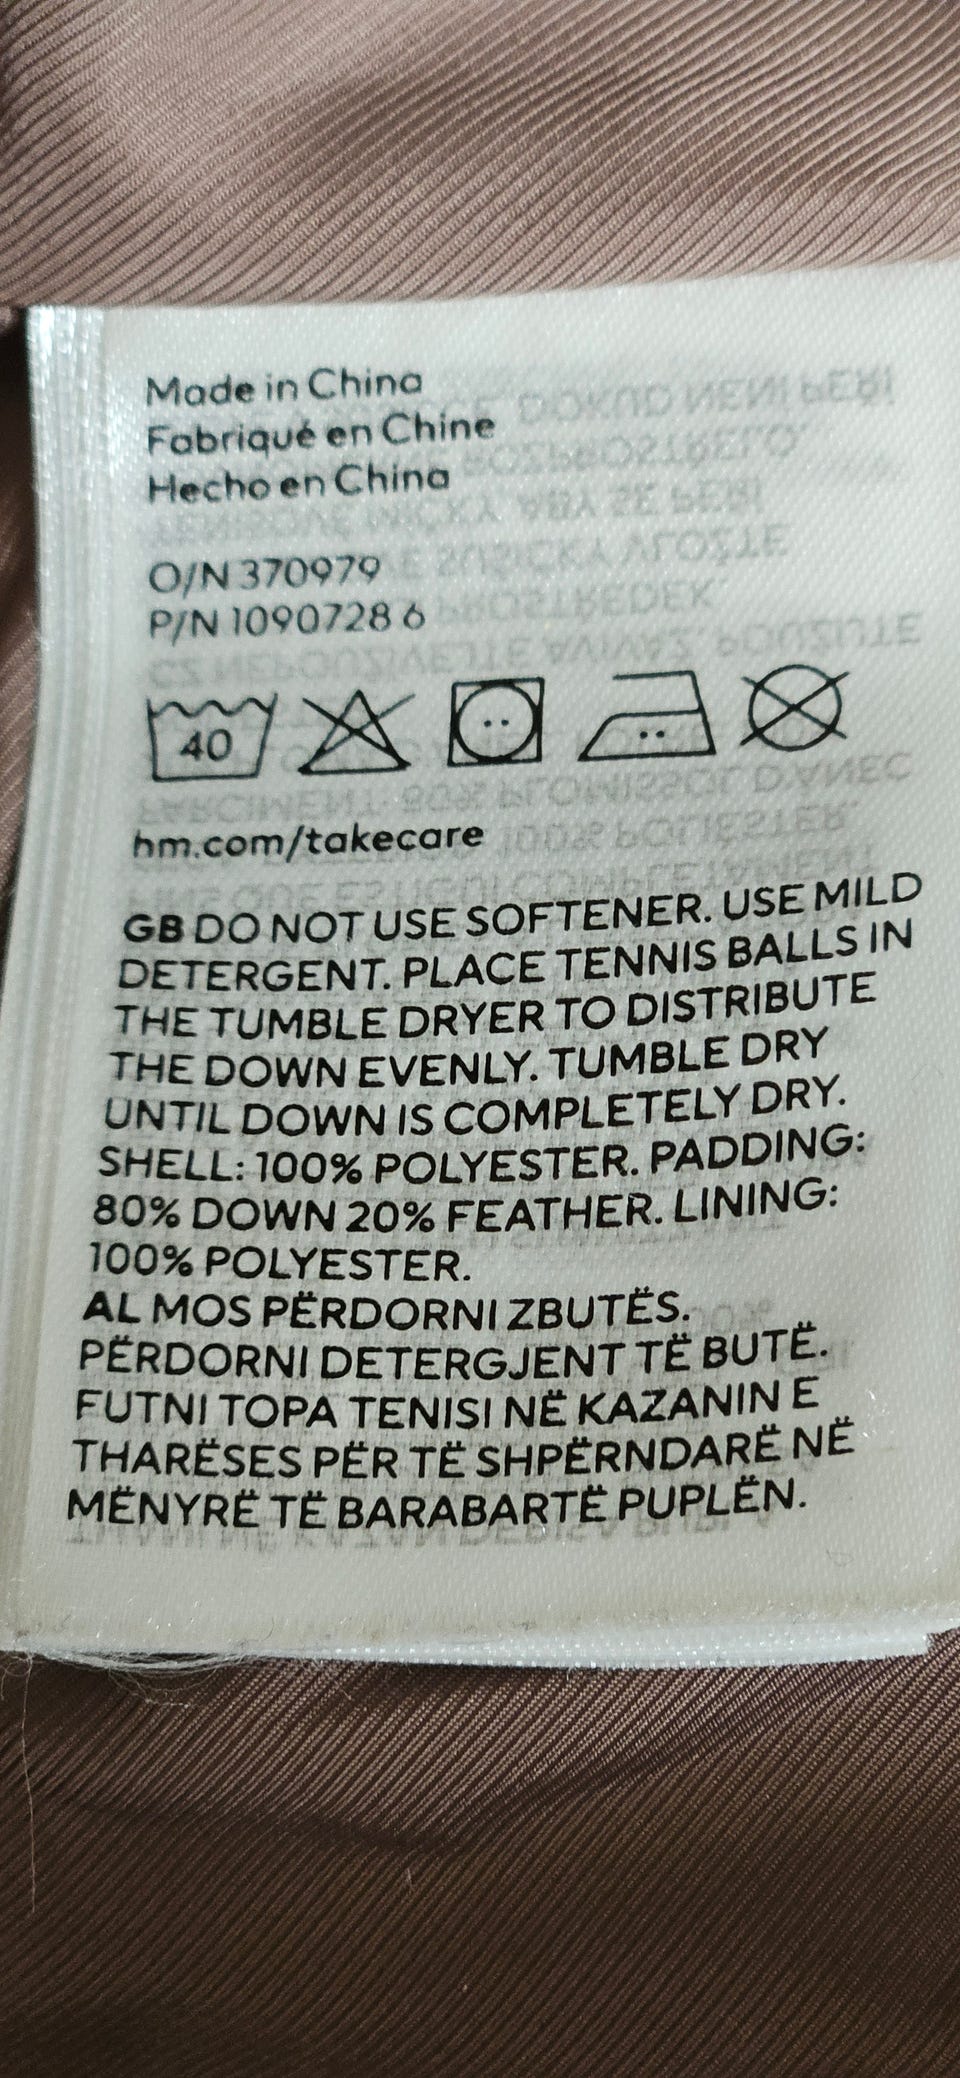 Made in China
Fabriqué en Chine
Hecho en China
O/N 370979
P/N 1090728 6
40
hm.com/takecare
GB DO NOT USE SOFTENER. USE MILD
DETERGENT. PLACE TENNIS BALLS IN
THE TUMBLE DRYER TO DISTRIBUTE
THE DOWN EVENLY. TUMBLE DRY
UNTIL DOWN IS COMPLETELY DRY.
SHELL: 100% POLYESTER. PADDING:
80% DOWN 20% FEATHER. LINING:
100% POLYESTER.
AL MOS PËRDORNI ZBUTËS.
PËRDORNI DETERGJENT TË BUTË.
FUTNI TOPA TENISI NË KAZANIN E
THARËSES PËR TË SHPËRNDARË NË
MËNYRË TË BARABARTË PUPLËN.